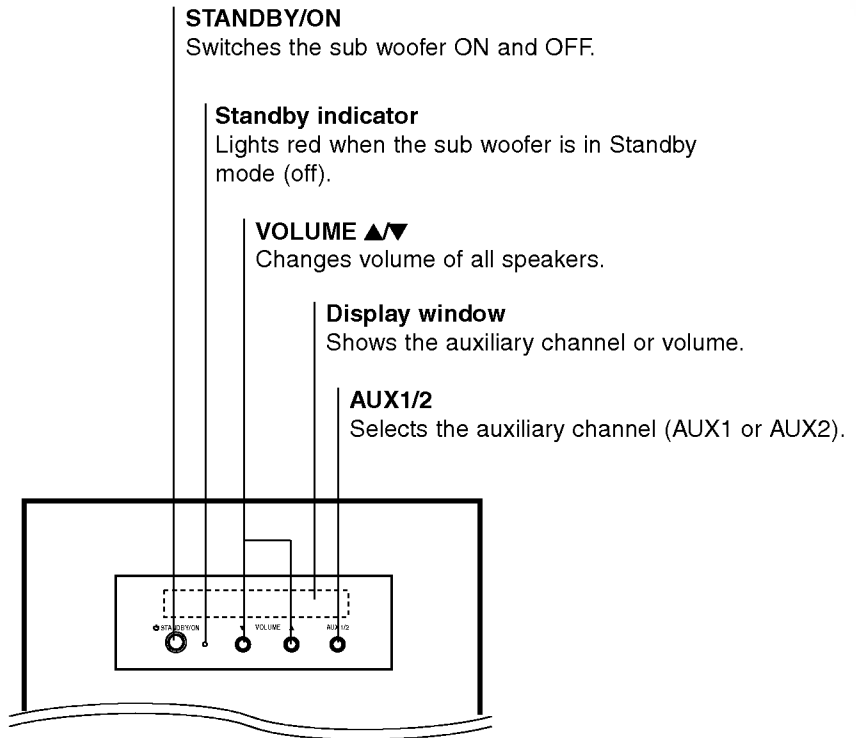 STANDBY/ON
Switches the sub woofer ON and OFF.
Standby indicator
Lights red when the sub woofer is in Standby
mode (off).
VOLUME ▲/▼
Changes volume of all speakers.
Display window
Shows the auxiliary channel or volume.
AUX1/2
Selects the auxiliary channel (AUX1 or AUX2).
STANDBY/ON ▼ VOLUME ▲ AUX 1/2